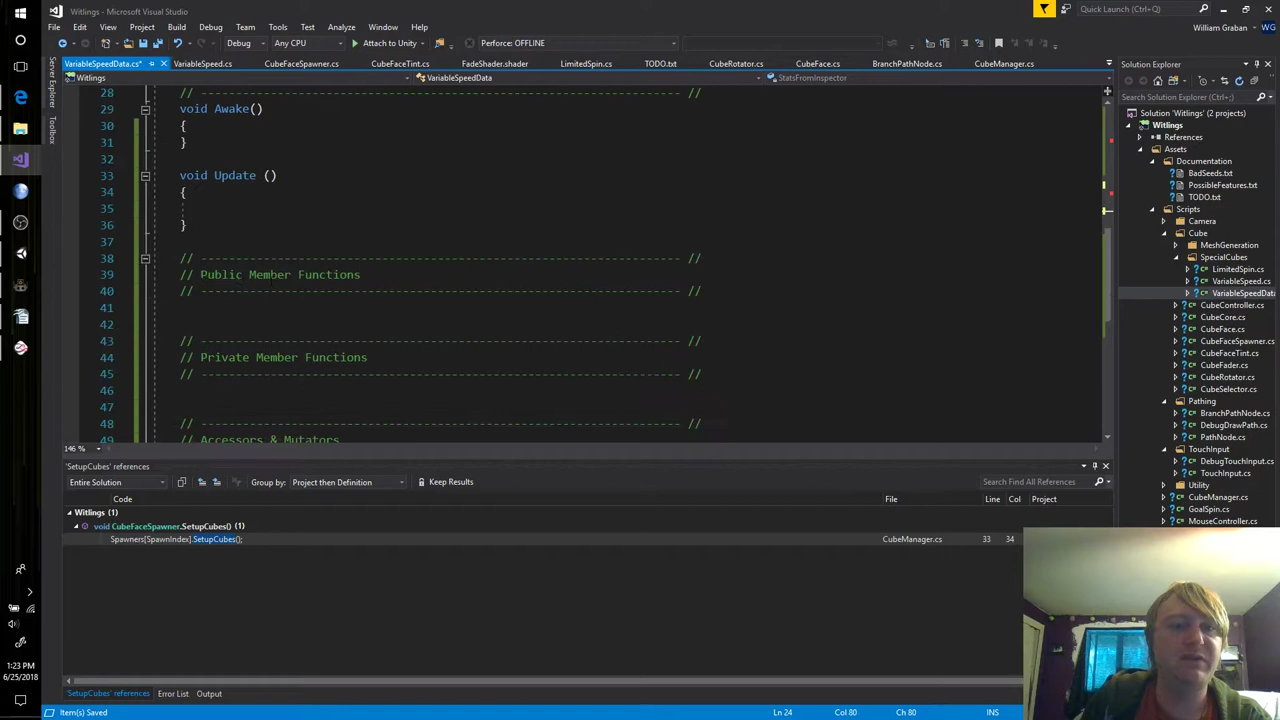 Witlings
Quick Launch (Ctrl+Q)
File Edit View Project Build Debug Team Tools Test Analyze Window Help
William Graban WG
Debug Any CPU Attach to Unity Perforce: OFFLINE
VariableSpeedData.cs* VariableSpeed.cs CubeFaceSpawner.cs CubeFaceTint.cs FadeShader.shader LimitedSpin.cs TODO.txt CubeRotator.cs CubeFace.cs BranchPathNode.cs CubeManager.cs
Witlings VariableSpeedData StatsFromInspector
Server Explorer
Toolbox
28 // ---------------------------------------------------------------------- //
29 void Awake()
30 {
31 }
32
33 void Update ()
34 {
35
36 }
37
38 // ---------------------------------------------------------------------- //
39 // Public Member Functions
40 // ---------------------------------------------------------------------- //
41
42
43 // ---------------------------------------------------------------------- //
44 // Private Member Functions
45 // ---------------------------------------------------------------------- //
46
47
48 // ---------------------------------------------------------------------- //
49 // Accessors & Mutators
146 %
'SetupCubes' references
Entire Solution Group by: Project then Definition Keep Results Search Find All References
Code File Line Col Project
Witlings (1)
void CubeFaceSpawner.SetupCubes() (1)
Spawners[SpawnIndex].SetupCubes(); CubeManager.cs 33 34
'SetupCubes' references Error List Output
Item(s) Saved Ln 24 Col 80 Ch 80 INS
Solution Explorer
Search Solution Explorer (Ctrl+;)
Solution 'Witlings' (2 projects)
Witlings
References
Assets
Documentation
BadSeeds.txt
PossibleFeatures.txt
TODO.txt
Scripts
Camera
Cube
MeshGeneration
SpecialCubes
LimitedSpin.cs
VariableSpeed.cs
VariableSpeedData
CubeController.cs
CubeCore.cs
CubeFace.cs
CubeFaceSpawner.cs
CubeFaceTint.cs
CubeFader.cs
CubeRotator.cs
CubeSelector.cs
Pathing
BranchPathNode.cs
DebugDrawPath.cs
PathNode.cs
TouchInput
DebugTouchInput.cs
TouchInput.cs
Utility
CubeManager.cs
GoalSpin.cs
MouseController.cs
1:23 PM
6/25/2018